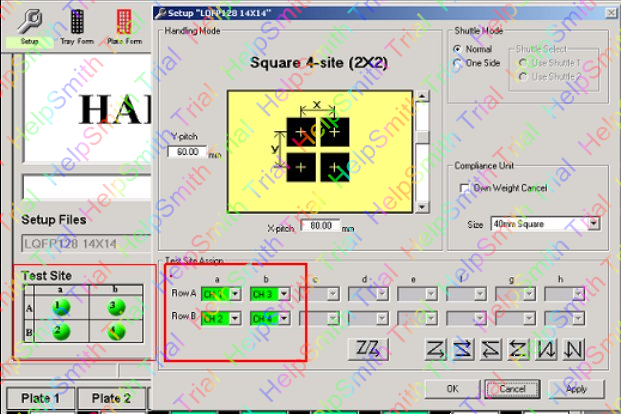 Setup "LQFP128 14X14"
Setup
Tray Form
Plate Form
HAI
Handling Mode
Square 4-site (2X2)
X
Y
Y-pitch
60.00 mm
X-pitch 80.00 mm
Shuttle Mode
Normal
One Side
Shuttle Select
Use Shuttle 1
Use Shuttle 2
Compliance Unit
Own Weight Cancel
Size 40mm Square
Setup Files
LQFP128 14X14
Test Site
a b
A 1 3
B 2
Test Site Assign
a b c d e f g h
Row A CH 1 CH 3
Row B CH 2 CH 4
OK Cancel Apply
Plate 1 Plate 2
HelpSmith Trial